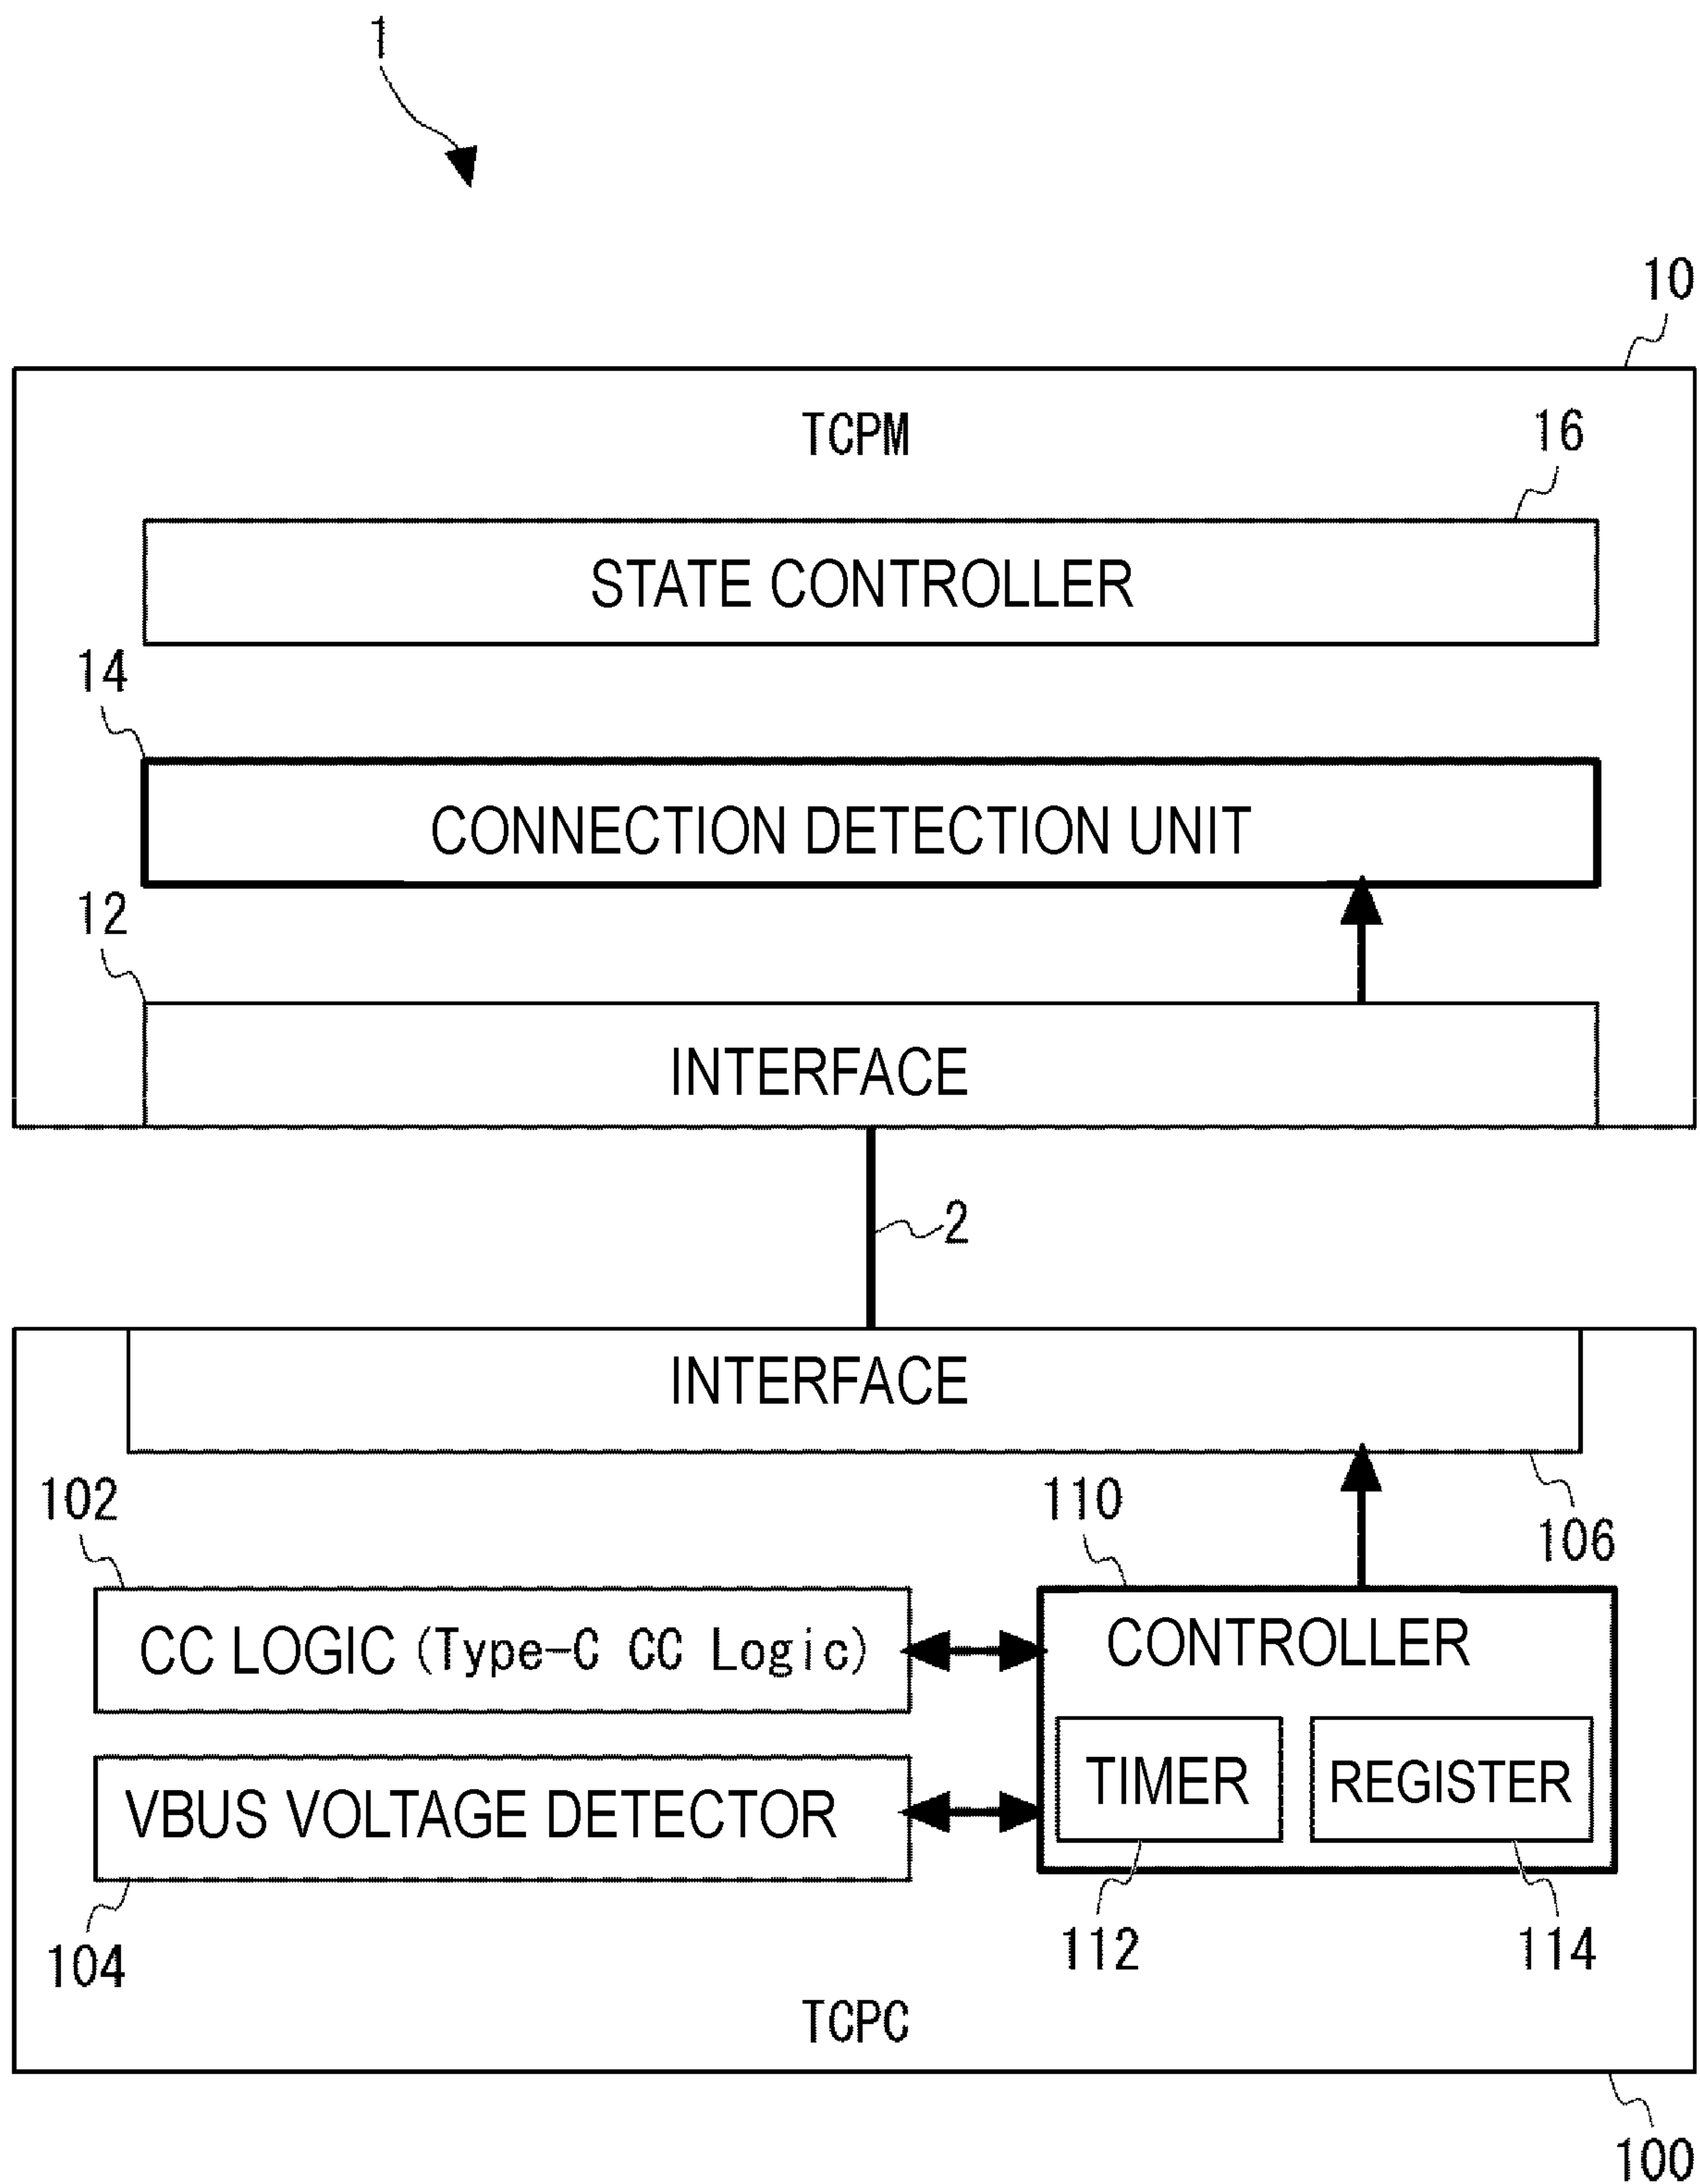 1
10
TCPM
16
STATE CONTROLLER
14
CONNECTION DETECTION UNIT
12
INTERFACE
2
INTERFACE
106
102
110
CC LOGIC (Type-C CC Logic)
CONTROLLER
TIMER
REGISTER
VBUS VOLTAGE DETECTOR
104
112
114
TCPC
100